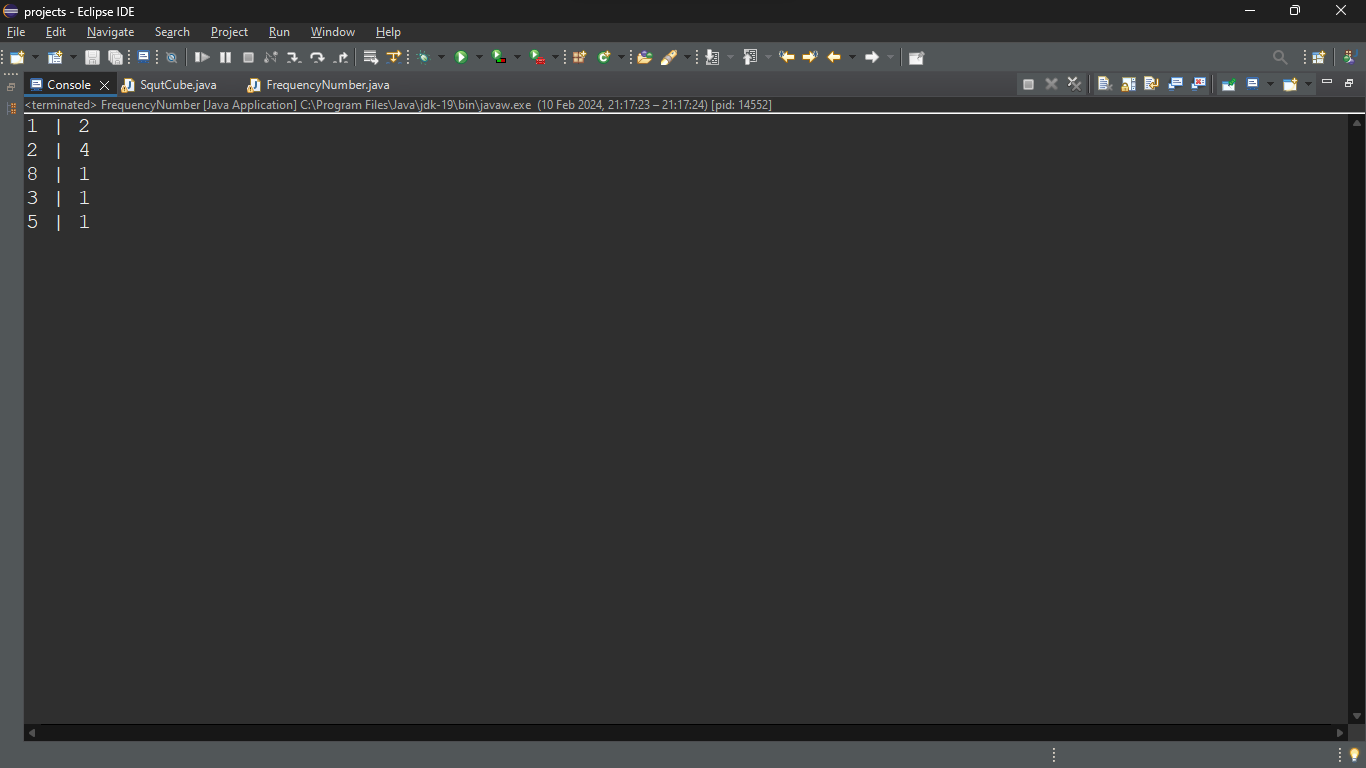 projects - Eclipse IDE
File Edit Navigate Search Project Run Window Help
Console SqutCube.java FrequencyNumber.java
<terminated> FrequencyNumber [Java Application] C:\Program Files\Java\jdk-19\bin\javaw.exe (10 Feb 2024, 21:17:23 – 21:17:24) [pid: 14552]
1 | 2
2 | 4
8 | 1
3 | 1
5 | 1